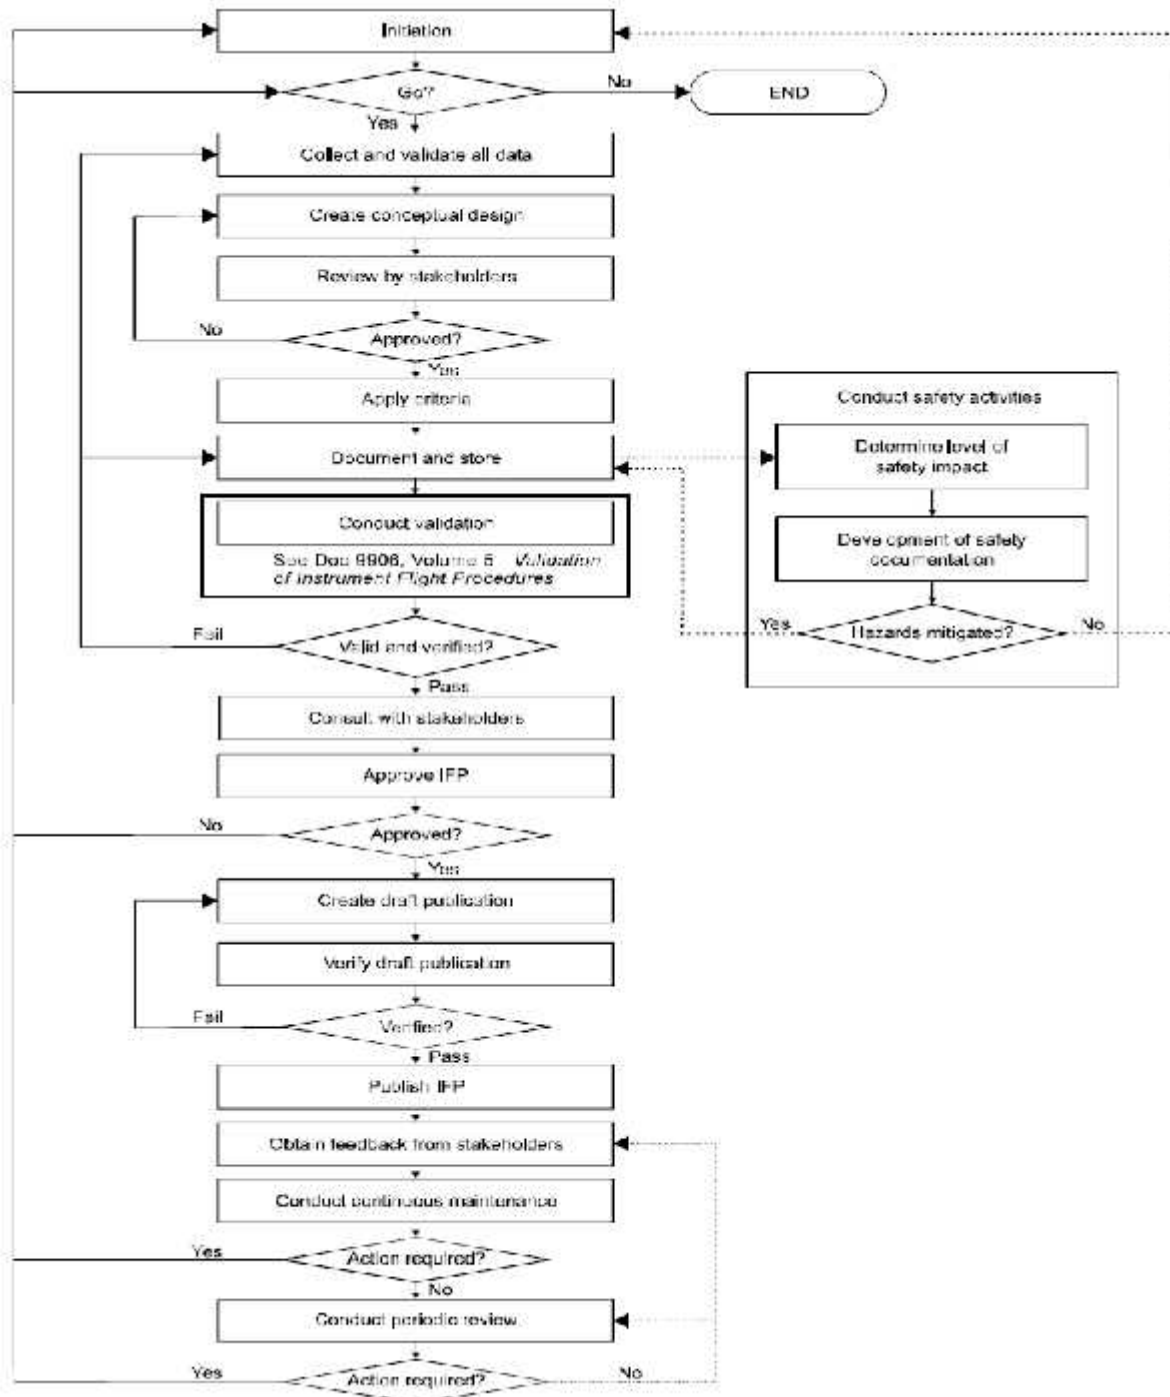 Initiation
Go?
No
END
Yes
Collect and validate all data
Create conceptual design
Review by stakeholders
No
Approved?
Yes
Apply criteria
Document and store
Conduct validation
See Doc 9906, Volume 5 Validation
of Instrument Flight Procedures
Fail
Valid and verified?
Pass
Conduct safety activities
Determine level of
safety impact
Development of safety
documentation
Yes
Hazards mitigated?
No
Consult with stakeholders
Approve IFP
No
Approved?
Yes
Create draft publication
Verify draft publication
Fail
Verified?
Pass
Publish IFP
Obtain feedback from stakeholders
Conduct continuous maintenance
Yes
Action required?
No
Conduct periodic review
Yes
Action required?
No